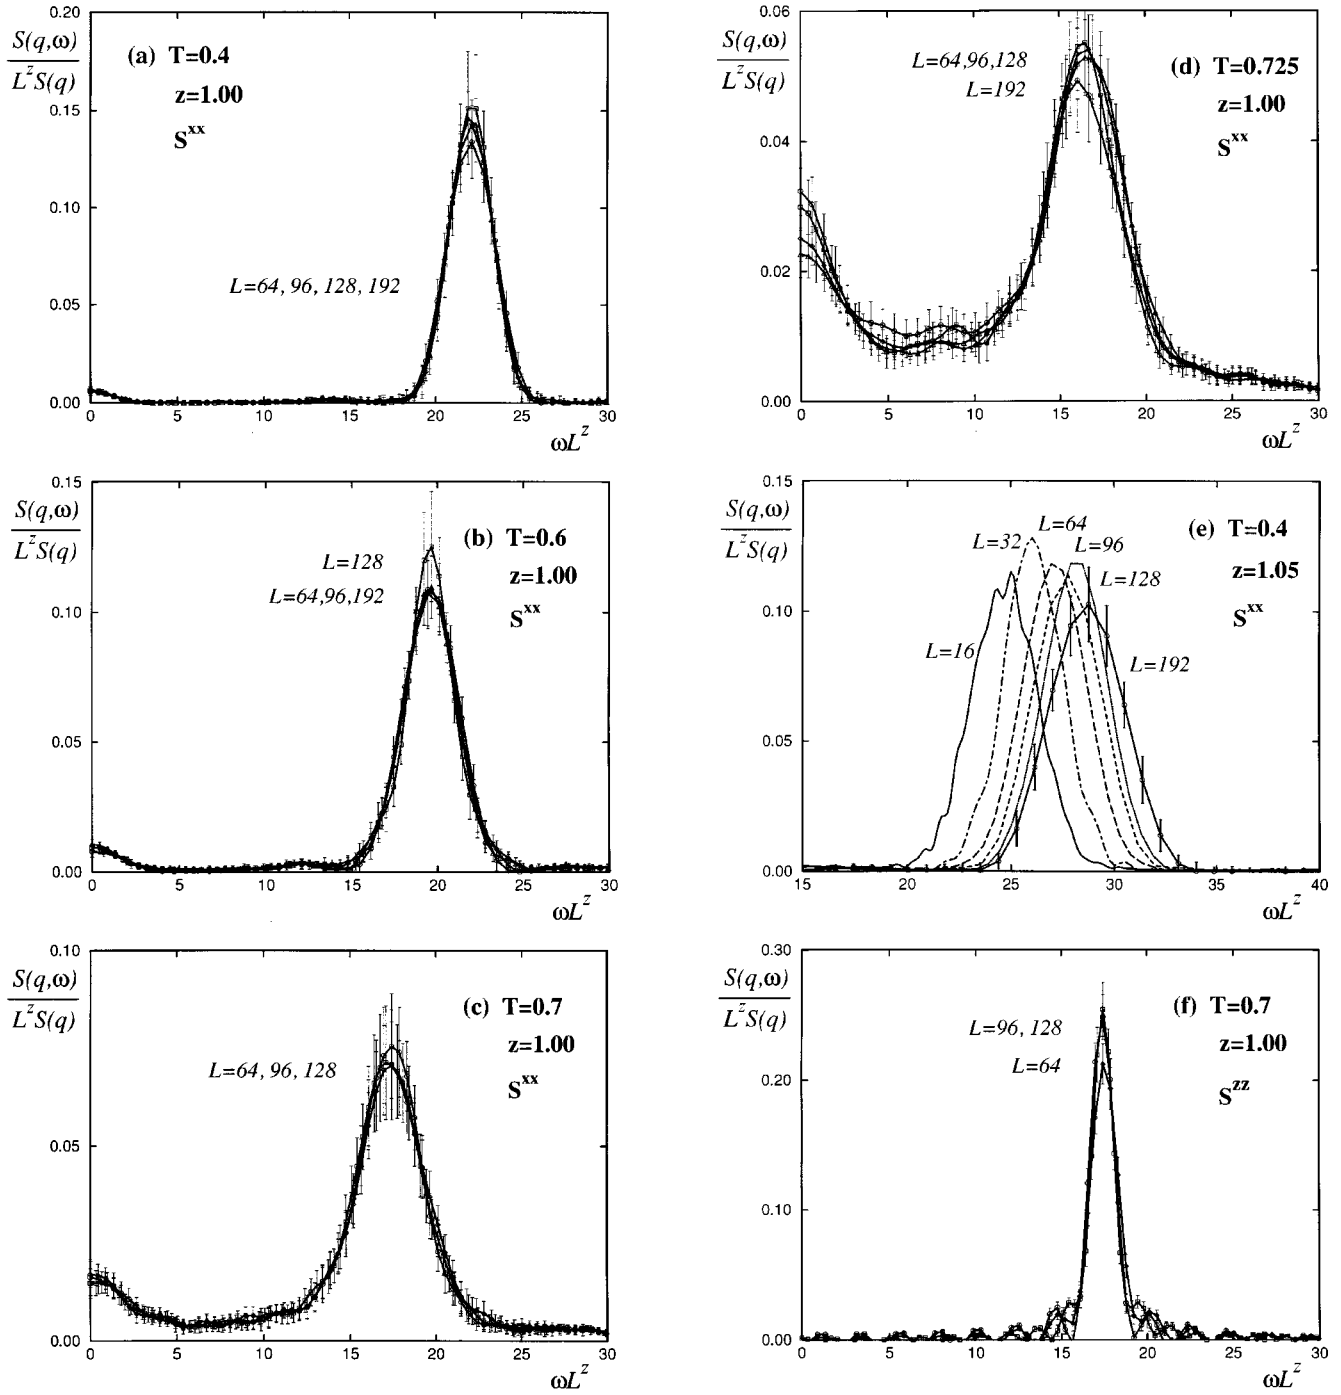 S(q,ω)
L^z S(q)
(a) T=0.4
z=1.00
S^xx
L=64, 96, 128, 192
0.20
0.15
0.10
0.05
0.00
0 5 10 15 20 25 30
ωL^z
S(q,ω)
L^z S(q)
(b) T=0.6
z=1.00
S^xx
L=128
L=64,96,192
0.15
0.10
0.05
0.00
0 5 10 15 20 25 30
ωL^z
S(q,ω)
L^z S(q)
(c) T=0.7
z=1.00
S^xx
L=64, 96, 128
0.10
0.05
0.00
0 5 10 15 20 25 30
ωL^z
S(q,ω)
L^z S(q)
(d) T=0.725
z=1.00
S^xx
L=64,96,128
L=192
0.06
0.04
0.02
0.00
0 5 10 15 20 25 30
ωL^z
S(q,ω)
L^z S(q)
(e) T=0.4
z=1.05
S^xx
L=64
L=32
L=96
L=128
L=16
L=192
0.15
0.10
0.05
0.00
15 20 25 30 35 40
ωL^z
S(q,ω)
L^z S(q)
(f) T=0.7
z=1.00
S^zz
L=96, 128
L=64
0.30
0.20
0.10
0.00
0 5 10 15 20 25 30
ωL^z